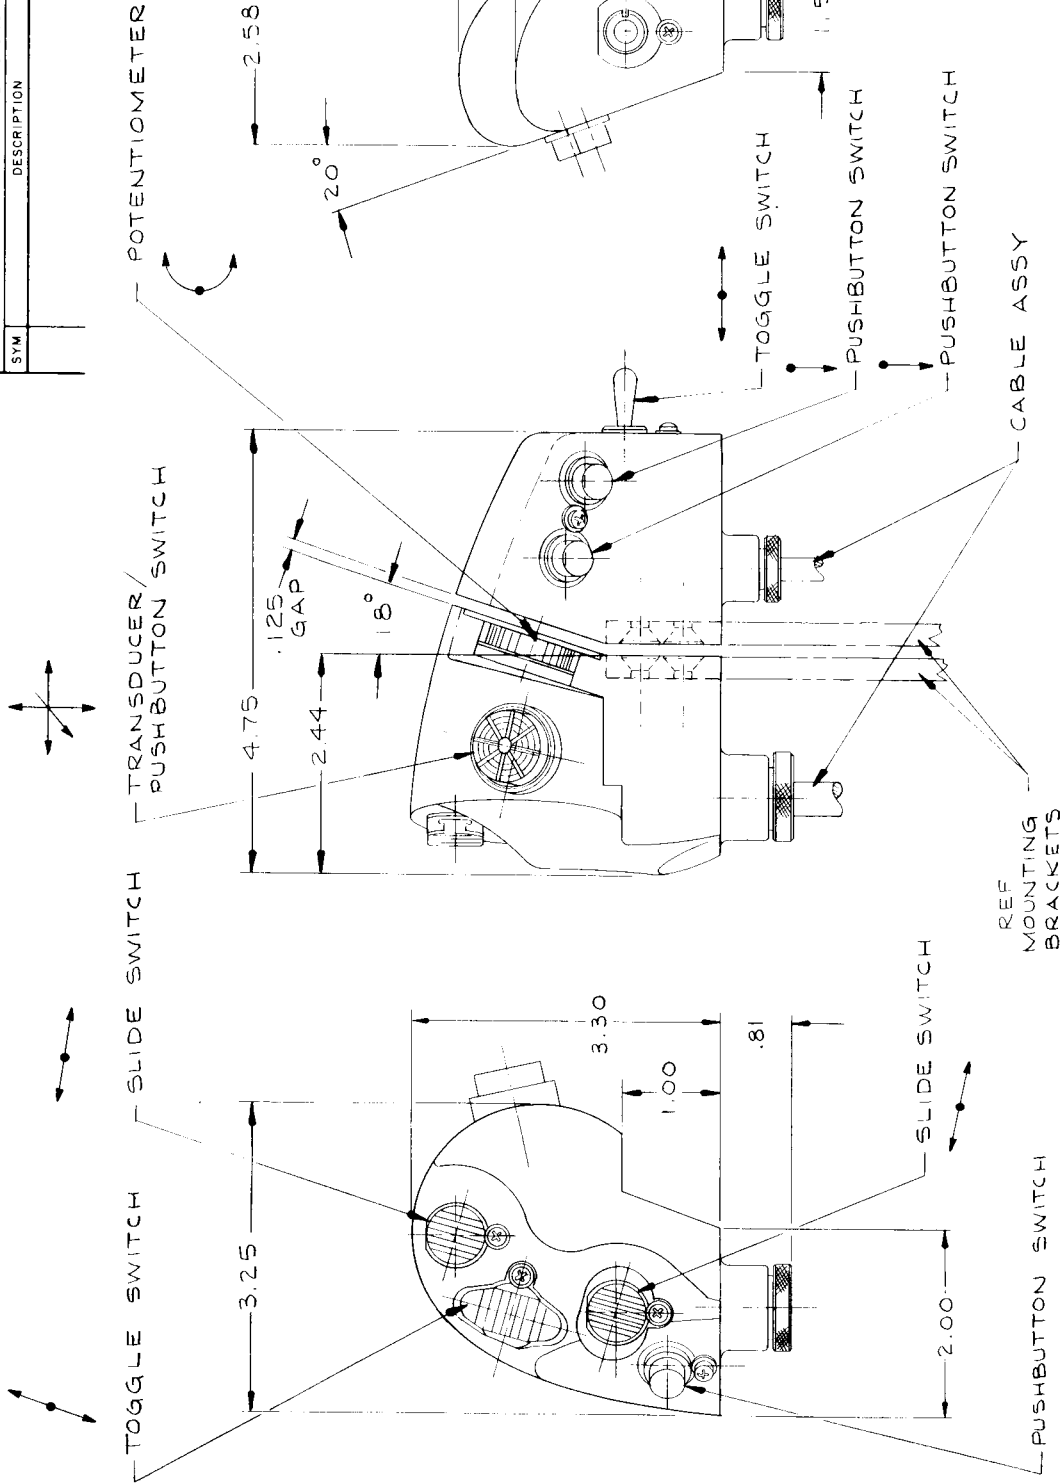 SYM
DESCRIPTION
TOGGLE SWITCH
SLIDE SWITCH
TRANSDUCER/
PUSHBUTTON SWITCH
POTENTIOMETER
3.25
4.75
2.44
.125
GAP
18°
2.58
20°
3.30
1.00
.81
2.00
TOGGLE SWITCH
PUSHBUTTON SWITCH
PUSHBUTTON SWITCH
CABLE ASSY
REF
MOUNTING
BRACKETS
SLIDE SWITCH
PUSHBUTTON SWITCH